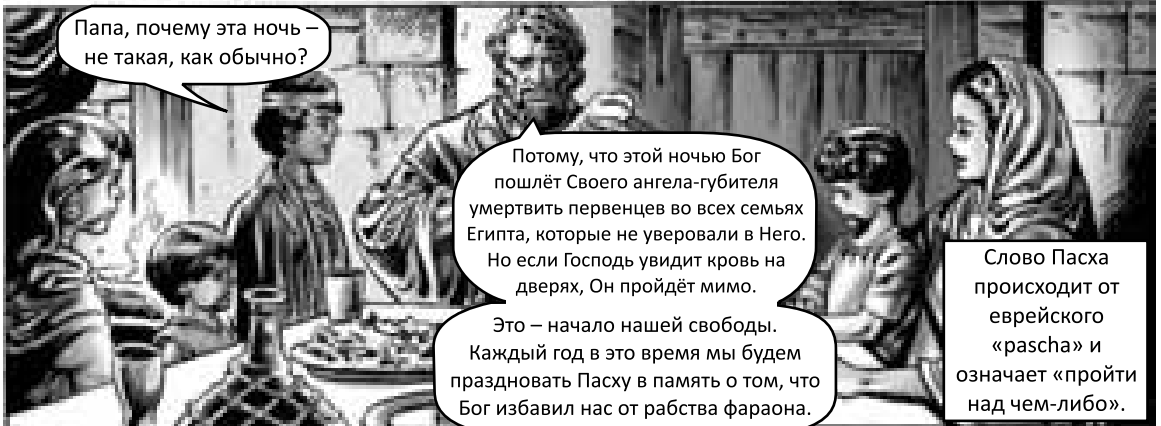 Папа, почему эта ночь –
не такая, как обычно?
Потому, что этой ночью Бог
пошлёт Своего ангела-губителя
умертвить первенцев во всех семьях
Египта, которые не уверовали в Него.
Но если Господь увидит кровь на
дверях, Он пройдёт мимо.
Это – начало нашей свободы.
Каждый год в это время мы будем
праздновать Пасху в память о том, что
Бог избавил нас от рабства фараона.
Слово Пасха
происходит от
еврейского
«pascha» и
означает «пройти
над чем-либо».